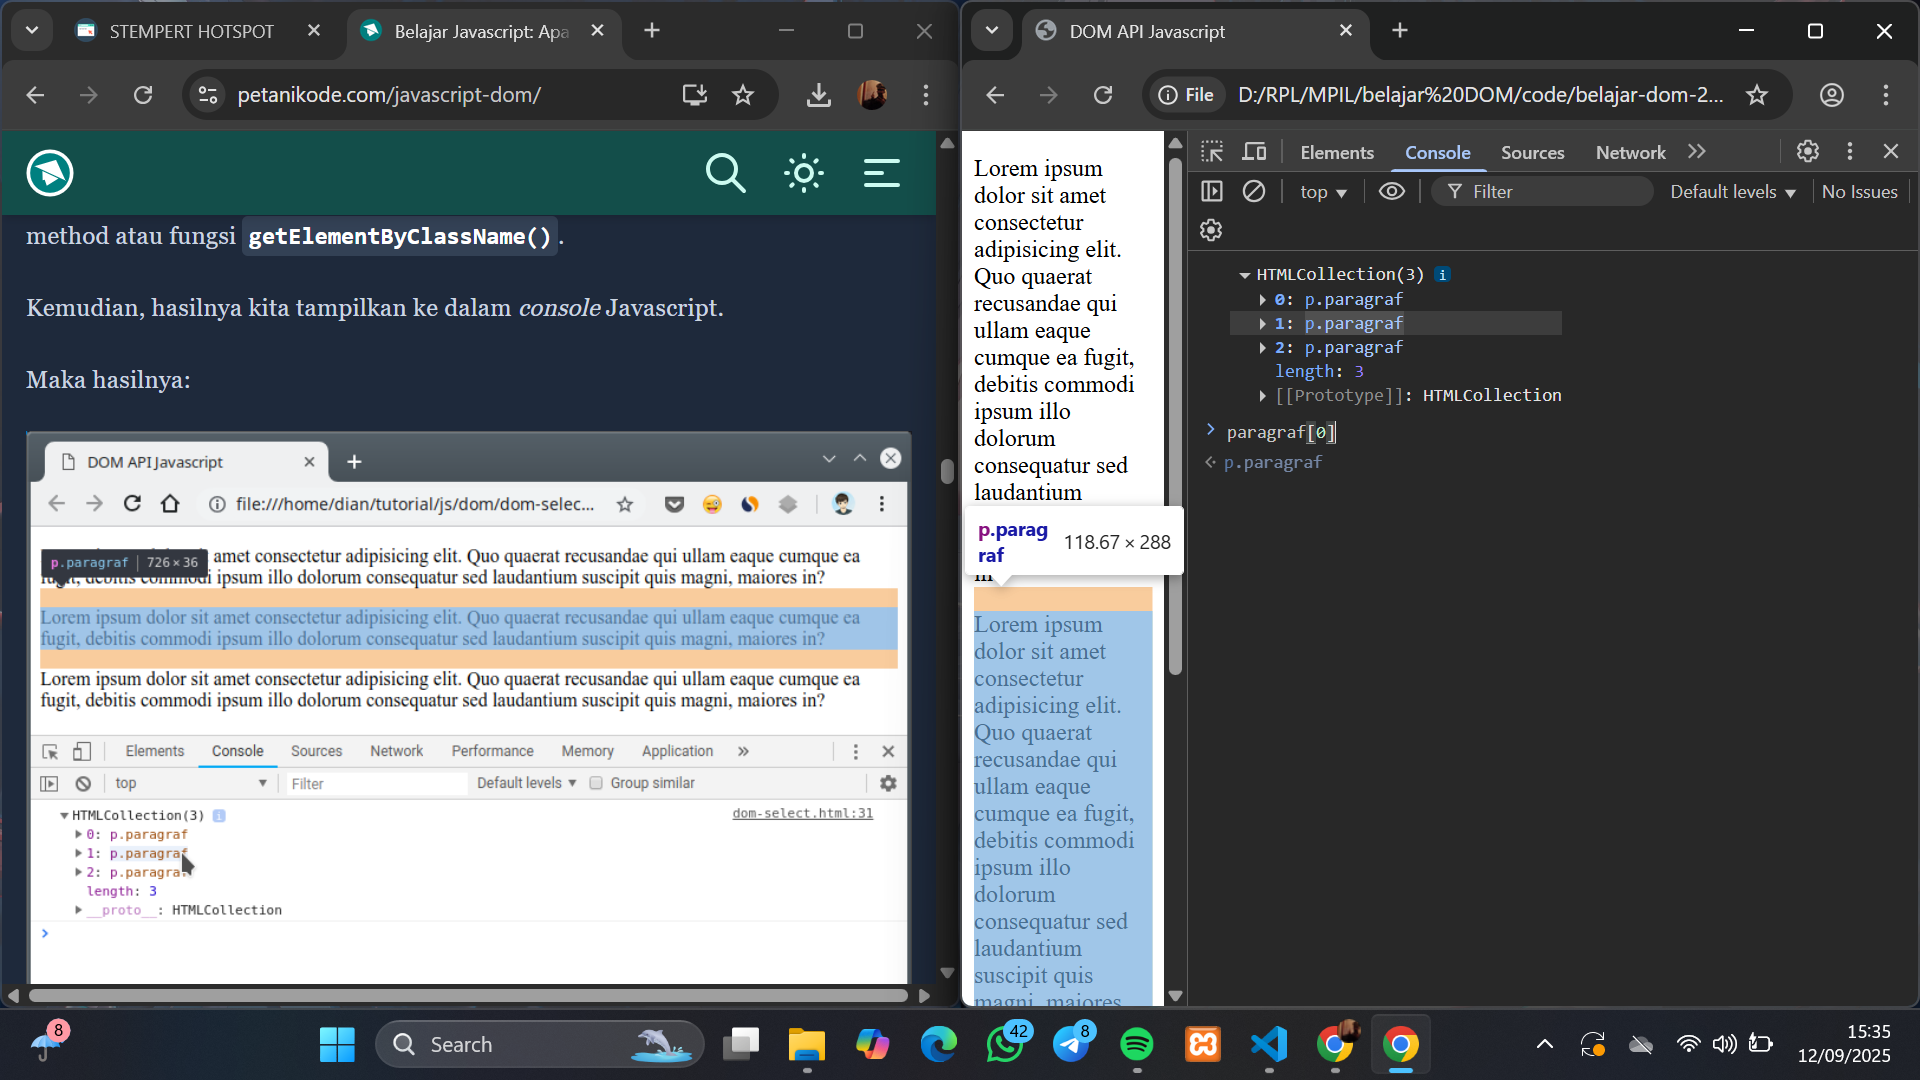 STEMPERT HOTSPOT
Belajar Javascript: Apa
petanikode.com/javascript-dom/
method atau fungsi getElementByClassName().
Kemudian, hasilnya kita tampilkan ke dalam console Javascript.
Maka hasilnya:
DOM API Javascript
file:///home/dian/tutorial/js/dom/dom-selec...
amet consectetur adipisicing elit. Quo quaerat recusandae qui ullam eaque cumque ea
p.paragraf 726 × 36
fugit, debitis commodi ipsum illo dolorum consequatur sed laudantium suscipit quis magni, maiores in?
Lorem ipsum dolor sit amet consectetur adipisicing elit. Quo quaerat recusandae qui ullam eaque cumque ea
fugit, debitis commodi ipsum illo dolorum consequatur sed laudantium suscipit quis magni, maiores in?
Lorem ipsum dolor sit amet consectetur adipisicing elit. Quo quaerat recusandae qui ullam eaque cumque ea
fugit, debitis commodi ipsum illo dolorum consequatur sed laudantium suscipit quis magni, maiores in?
Elements Console Sources Network Performance Memory Application »
top Filter Default levels ▼ Group similar
HTMLCollection(3) i dom-select.html:31
0: p.paragraf
1: p.paragraf
2: p.paragraf
length: 3
__proto__: HTMLCollection
DOM API Javascript
File D:/RPL/MPIL/belajar%20DOM/code/belajar-dom-2...
Lorem ipsum
dolor sit amet
consectetur
adipisicing elit.
Quo quaerat
recusandae qui
ullam eaque
cumque ea fugit,
debitis commodi
ipsum illo
dolorum
consequatur sed
laudantium
p.parag
raf
118.67 × 288
Lorem ipsum
dolor sit amet
consectetur
adipisicing elit.
Quo quaerat
recusandae qui
ullam eaque
cumque ea fugit,
debitis commodi
ipsum illo
dolorum
consequatur sed
laudantium
suscipit quis
magni, maiores
Elements Console Sources Network »
top ▼ Filter Default levels ▼ No Issues
HTMLCollection(3) i
0: p.paragraf
1: p.paragraf
2: p.paragraf
length: 3
[[Prototype]]: HTMLCollection
paragraf[0]
p.paragraf
8
Search
42
8
15:35
12/09/2025